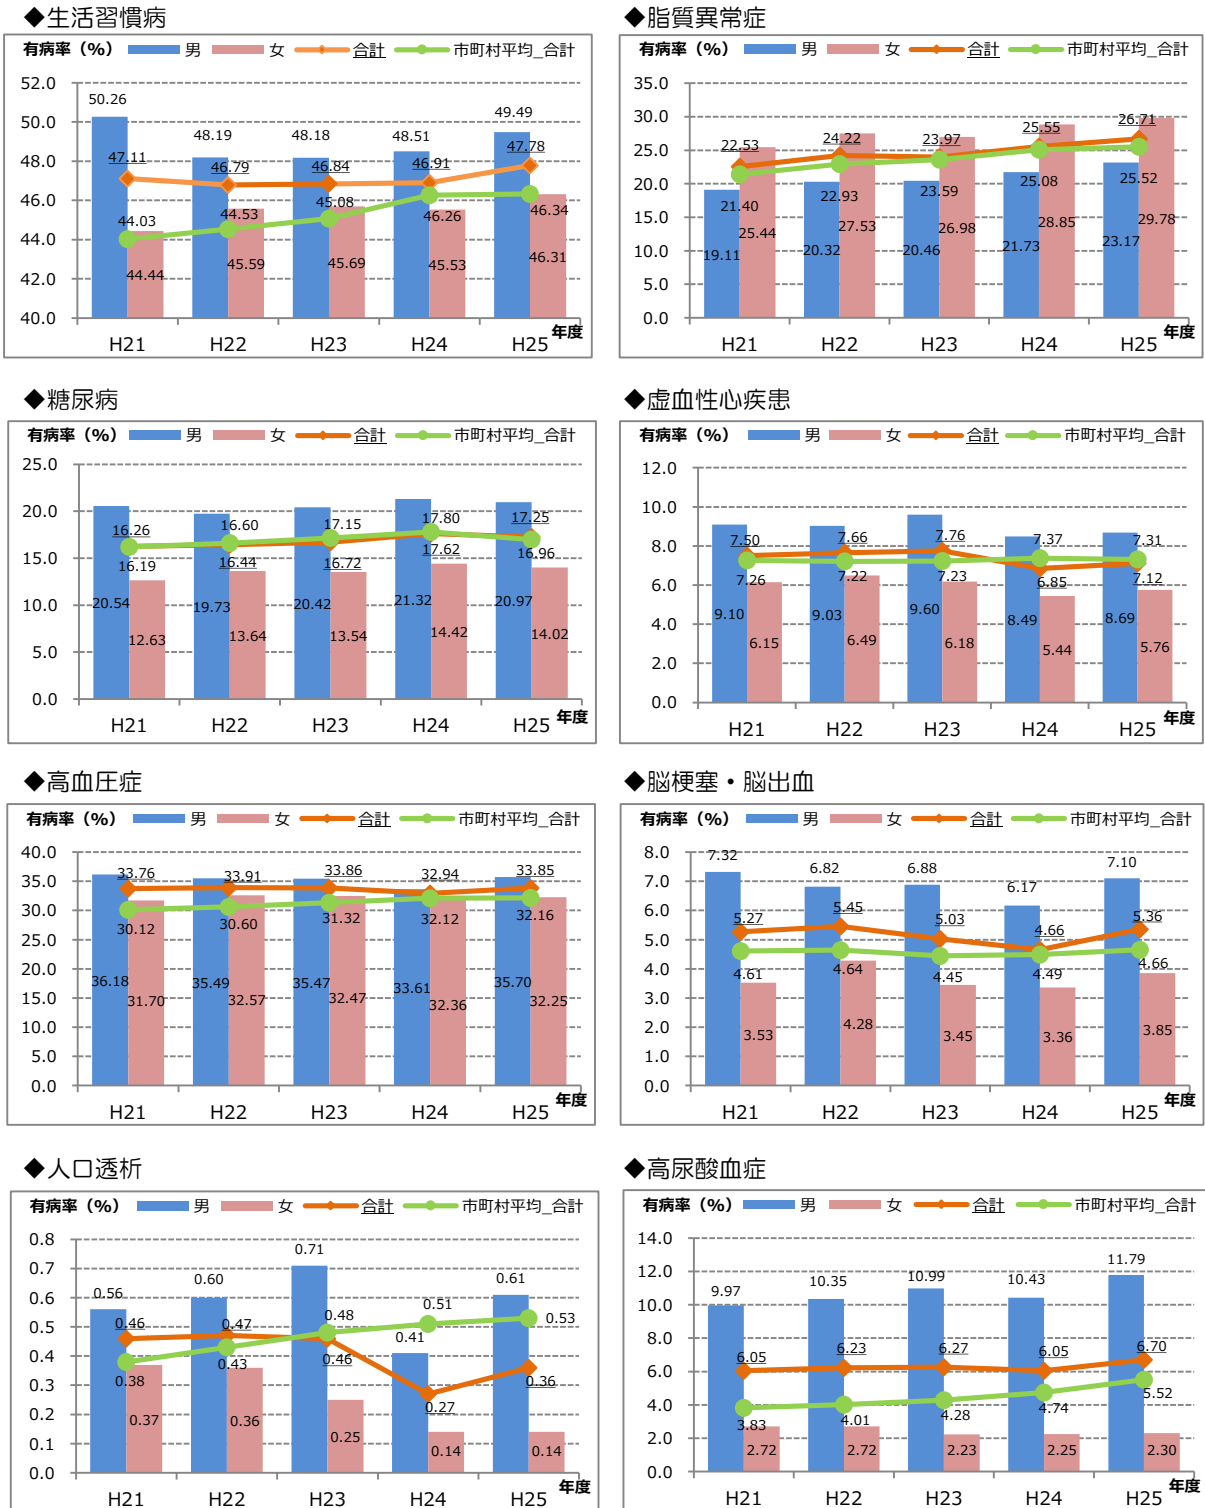 ◆生活習慣病
有病率（%） 男 女 合計 市町村平均_合計
52.0
50.0
48.0
46.0
44.0
42.0
40.0
50.26 48.19 48.18 48.51 49.49
47.11 46.79 46.84 46.91 47.78
44.03 44.53 45.08 46.26 46.34
44.44 45.59 45.69 45.53 46.31
H21 H22 H23 H24 H25 年度
◆脂質異常症
有病率（%） 男 女 合計 市町村平均_合計
35.0
30.0
25.0
20.0
15.0
10.0
5.0
0.0
22.53 24.22 23.97 25.55 26.71
21.40 22.93 23.59 25.08 25.52
25.44 27.53 26.98 28.85 29.78
19.11 20.32 20.46 21.73 23.17
H21 H22 H23 H24 H25 年度
◆糖尿病
有病率（%） 男 女 合計 市町村平均_合計
25.0
20.0
15.0
10.0
5.0
0.0
16.26 16.60 17.15 17.80 17.25
16.19 16.44 16.72 17.62 16.96
20.54 19.73 20.42 21.32 20.97
12.63 13.64 13.54 14.42 14.02
H21 H22 H23 H24 H25 年度
◆虚血性心疾患
有病率（%） 男 女 合計 市町村平均_合計
12.0
10.0
8.0
6.0
4.0
2.0
0.0
7.50 7.66 7.76 7.37 7.31
7.26 7.22 7.23 6.85 7.12
9.10 9.03 9.60 8.49 8.69
6.15 6.49 6.18 5.44 5.76
H21 H22 H23 H24 H25 年度
◆高血圧症
有病率（%） 男 女 合計 市町村平均_合計
40.0
35.0
30.0
25.0
20.0
15.0
10.0
5.0
0.0
33.76 33.91 33.86 32.94 33.85
30.12 30.60 31.32 32.12 32.16
36.18 35.49 35.47 33.61 35.70
31.70 32.57 32.47 32.36 32.25
H21 H22 H23 H24 H25 年度
◆脳梗塞・脳出血
有病率（%） 男 女 合計 市町村平均_合計
8.0
7.0
6.0
5.0
4.0
3.0
2.0
1.0
0.0
7.32 6.82 6.88 6.17 7.10
5.27 5.45 5.03 4.66 5.36
4.61 4.64 4.45 4.49 4.66
3.53 4.28 3.45 3.36 3.85
H21 H22 H23 H24 H25 年度
◆人口透析
有病率（%） 男 女 合計 市町村平均_合計
0.8
0.7
0.6
0.5
0.4
0.3
0.2
0.1
0.0
0.56 0.60 0.71 0.41 0.61
0.46 0.47 0.46 0.27 0.36
0.38 0.43 0.48 0.51 0.53
0.37 0.36 0.25 0.14 0.14
H21 H22 H23 H24 H25 年度
◆高尿酸血症
有病率（%） 男 女 合計 市町村平均_合計
14.0
12.0
10.0
8.0
6.0
4.0
2.0
0.0
9.97 10.35 10.99 10.43 11.79
6.05 6.23 6.27 6.05 6.70
3.83 4.01 4.28 4.74 5.52
2.72 2.72 2.23 2.25 2.30
H21 H22 H23 H24 H25 年度